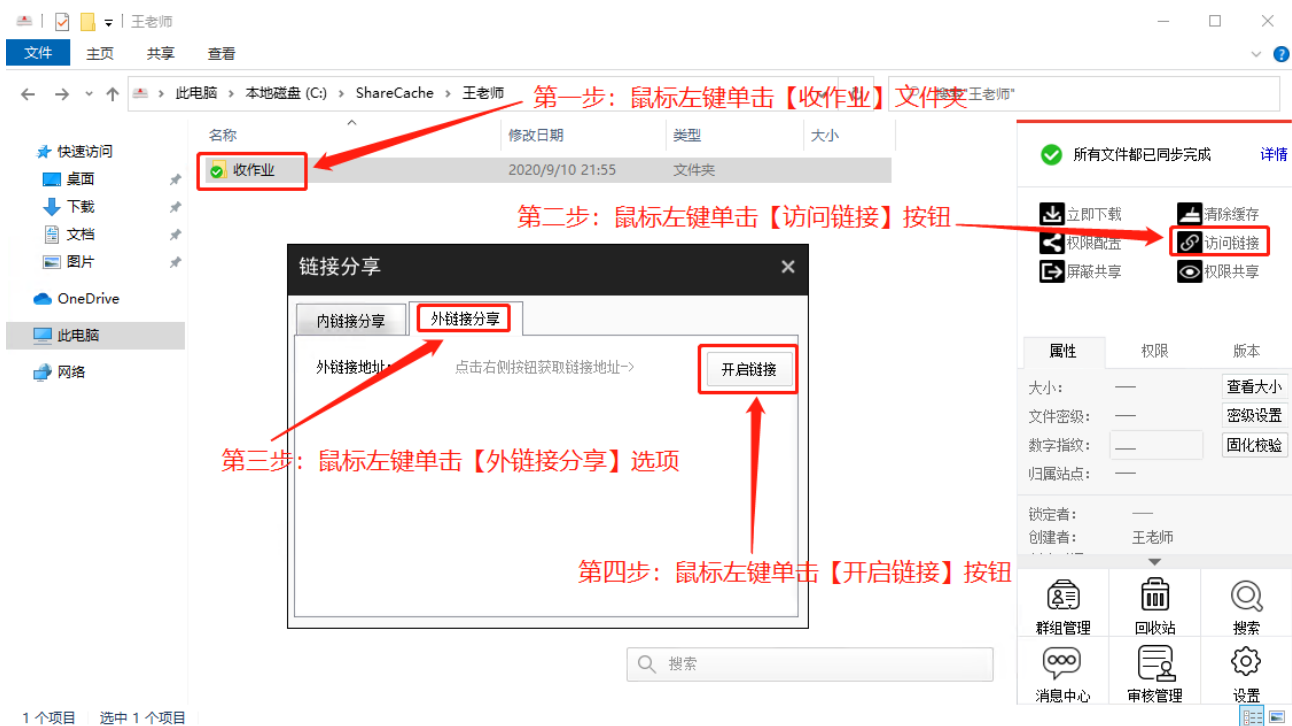 王老师
文件 主页 共享 查看
此电脑 › 本地磁盘 (C:) › ShareCache › 王老师
第一步：鼠标左键单击【收作业】文件夹
王老师"
名称 修改日期 类型 大小
收作业 2020/9/10 21:55 文件夹
快速访问
桌面
下载
文档
图片
OneDrive
此电脑
网络
所有文件都已同步完成 详情
第二步：鼠标左键单击【访问链接】按钮
立即下载 清除缓存
权限配置 访问链接
屏蔽共享 权限共享
链接分享
内链接分享 外链接分享
外链接地址: 点击右侧按钮获取链接地址-> 开启链接
第三步：鼠标左键单击【外链接分享】选项
第四步：鼠标左键单击【开启链接】按钮
属性 权限 版本
大小: —— 查看大小
文件密级: —— 密级设置
数字指纹: —— 固化校验
归属站点: ——
锁定者: ——
创建者: 王老师
群组管理 回收站 搜索
消息中心 审核管理 设置
搜索
1 个项目 选中 1 个项目